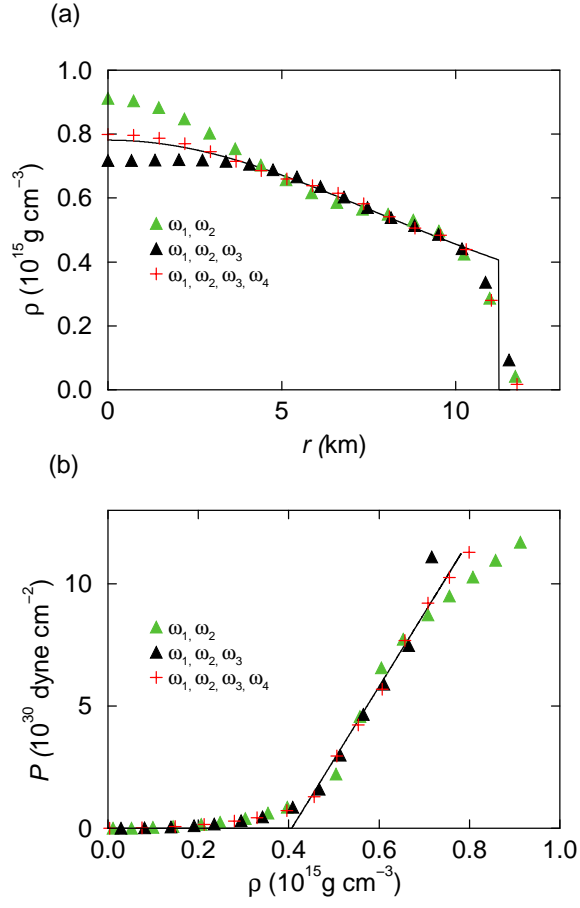 (a)
1.0
0.8
0.6
0.4
0.2
0.0
ρ (10¹⁵g cm⁻³)
ω₁, ω₂
ω₁, ω₂, ω₃
ω₁, ω₂, ω₃, ω₄
0 5 10
r (km)
(b)
10
5
0
P (10³⁰ dyne cm⁻²)
ω₁, ω₂
ω₁, ω₂, ω₃
ω₁, ω₂, ω₃, ω₄
0.0 0.2 0.4 0.6 0.8 1.0
ρ (10¹⁵g cm⁻³)